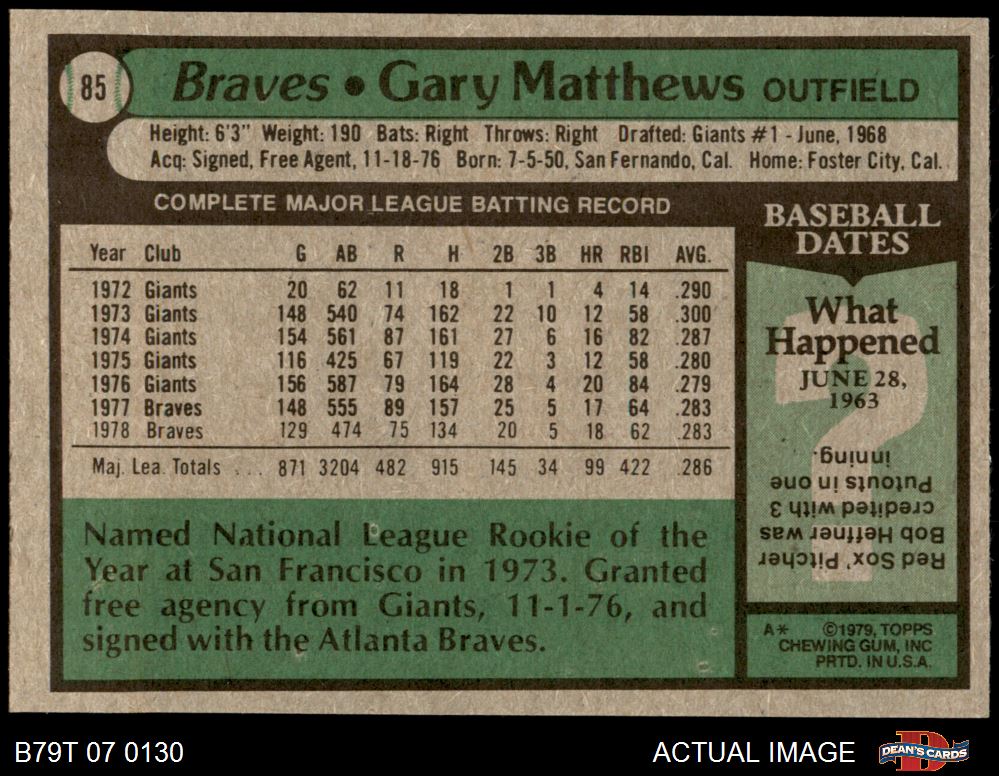 85
Braves • Gary Matthews OUTFIELD
Height: 6'3" Weight: 190 Bats: Right Throws: Right Drafted: Giants #1 - June, 1968
Acq: Signed, Free Agent, 11-18-76 Born: 7-5-50, San Fernando, Cal. Home: Foster City, Cal.
COMPLETE MAJOR LEAGUE BATTING RECORD
Year Club G AB R H 2B 3B HR RBI AVG.
1972 Giants 20 62 11 18 1 1 4 14 .290
1973 Giants 148 540 74 162 22 10 12 58 .300
1974 Giants 154 561 87 161 27 6 16 82 .287
1975 Giants 116 425 67 119 22 3 12 58 .280
1976 Giants 156 587 79 164 28 4 20 84 .279
1977 Braves 148 555 89 157 25 5 17 64 .283
1978 Braves 129 474 75 134 20 5 18 62 .283
Maj. Lea. Totals ... 871 3204 482 915 145 34 99 422 .286
Named National League Rookie of the
Year at San Francisco in 1973. Granted
free agency from Giants, 11-1-76, and
signed with the Atlanta Braves.
BASEBALL
DATES
What
Happened
JUNE 28,
1963
?
Red Sox' Pitcher
Bob Heffner was
credited with 3
Putouts in one
inning.
A* ©1979, TOPPS
CHEWING GUM, INC
PRTD. IN U.S.A.
B79T 07 0130
ACTUAL IMAGE
D
DEAN'S CARDS